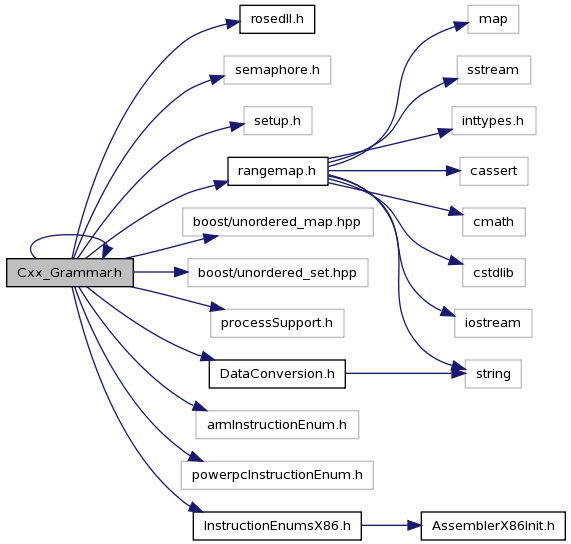 rosedll.h
map
semaphore.h
sstream
setup.h
inttypes.h
rangemap.h
cassert
boost/unordered_map.hpp
cmath
Cxx_Grammar.h
boost/unordered_set.hpp
cstdlib
processSupport.h
iostream
DataConversion.h
string
armInstructionEnum.h
powerpcInstructionEnum.h
InstructionEnumsX86.h
AssemblerX86Init.h